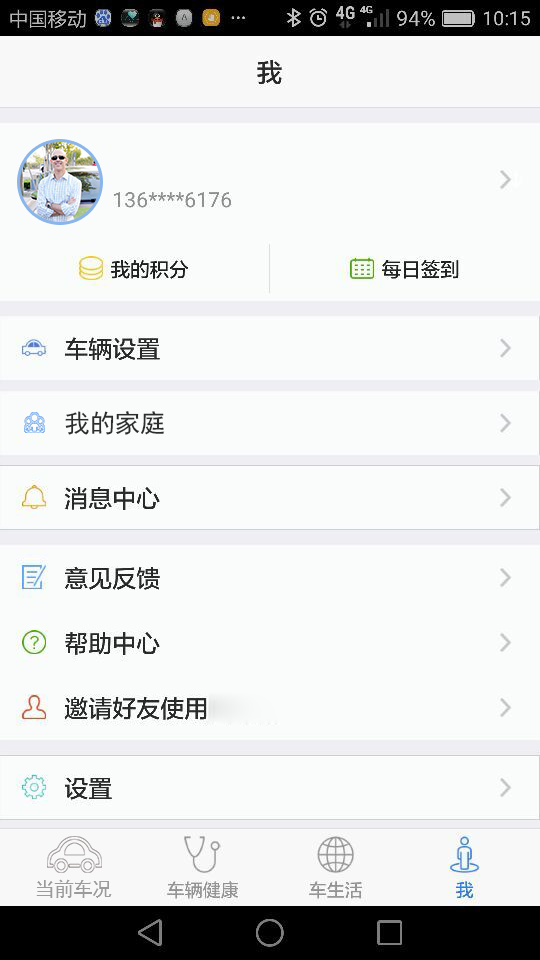 中国移动 ··· 4G 4G 94% 10:15
我
136****6176
我的积分 每日签到
车辆设置
我的家庭
消息中心
意见反馈
帮助中心
邀请好友使用
设置
当前车况 车辆健康 车生活 我